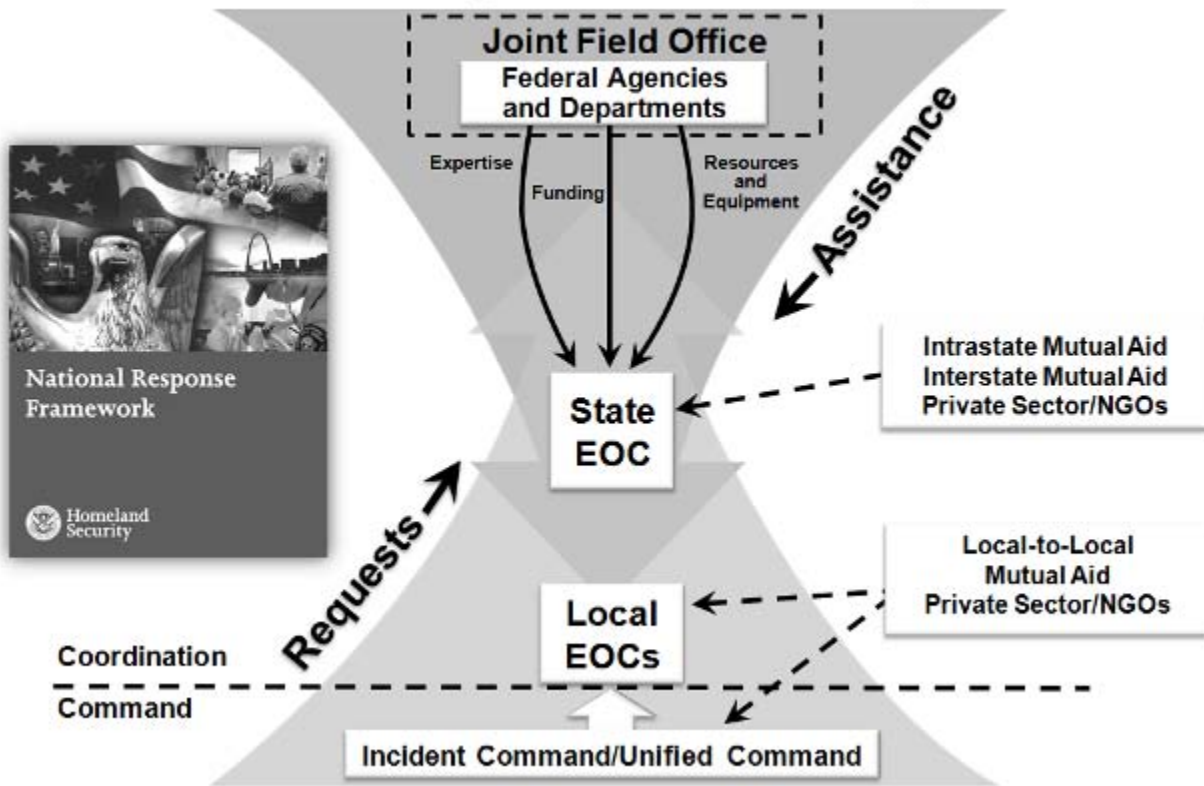 Joint Field Office
Federal Agencies
and Departments
Expertise
Funding
Resources
and
Equipment
Assistance
National Response
Framework
Homeland
Security
State
EOC
Intrastate Mutual Aid
Interstate Mutual Aid
Private Sector/NGOs
Requests
Local-to-Local
Mutual Aid
Private Sector/NGOs
Local
EOCs
Coordination
Command
Incident Command/Unified Command